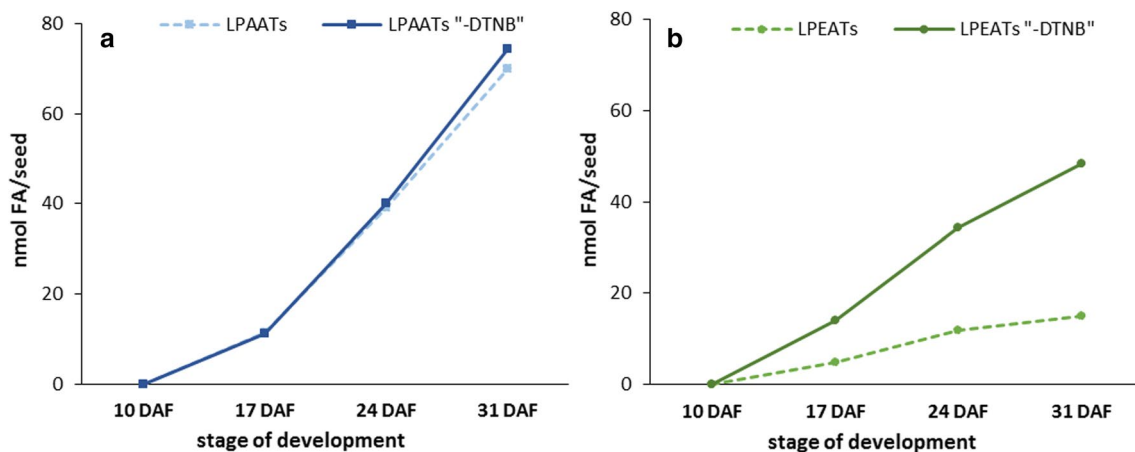 a
LPAATs
LPAATs "-DTNB"
nmol FA/seed
80
60
40
20
0
10 DAF
17 DAF
24 DAF
31 DAF
stage of development
b
LPEATs
LPEATs "-DTNB"
nmol FA/seed
80
60
40
20
0
10 DAF
17 DAF
24 DAF
31 DAF
stage of development